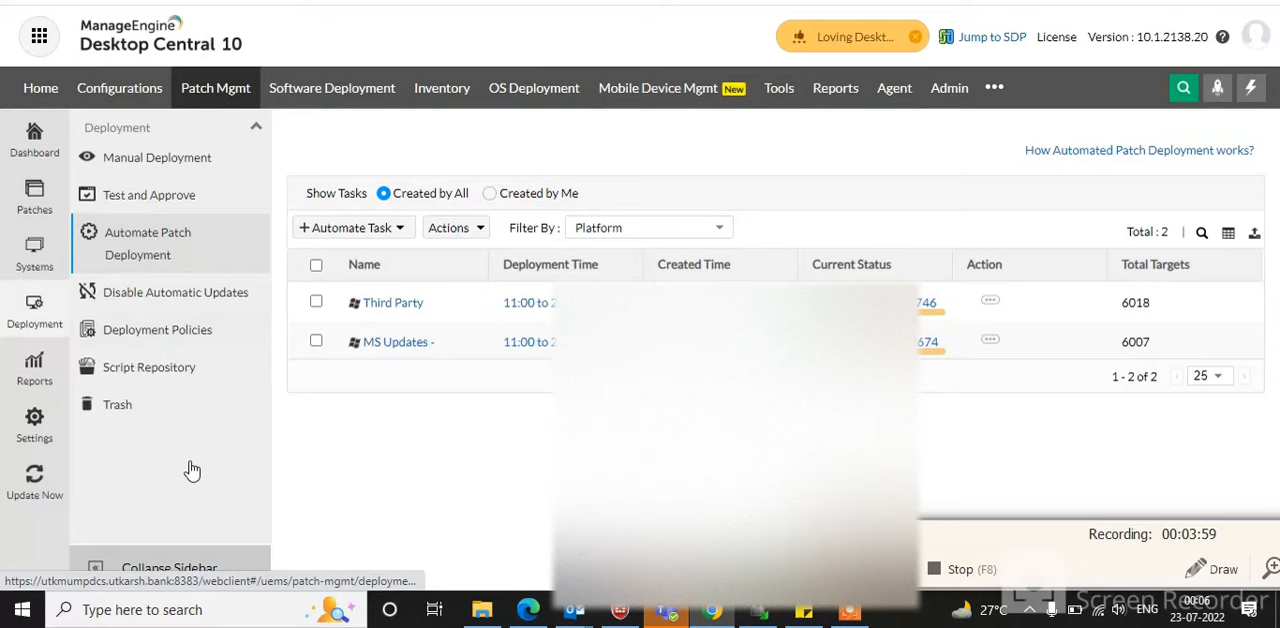 ManageEngine
Desktop Central 10
Loving Deskt...
Jump to SDP
License
Version : 10.1.2138.20
Home
Configurations
Patch Mgmt
Software Deployment
Inventory
OS Deployment
Mobile Device Mgmt New
Tools
Reports
Agent
Admin
Dashboard
Patches
Systems
Deployment
Reports
Settings
Update Now
Deployment
Manual Deployment
Test and Approve
Automate Patch
Deployment
Disable Automatic Updates
Deployment Policies
Script Repository
Trash
Collapse Sidebar
How Automated Patch Deployment works?
Show Tasks Created by All Created by Me
+ Automate Task Actions Filter By : Platform Total : 2
Name Deployment Time Created Time Current Status Action Total Targets
Third Party 11:00 to 2 746 6018
MS Updates - 11:00 to 2 674 6007
1 - 2 of 2 25
Recording: 00:03:59
Stop (F8) Draw
https://utkmumpdcs.utkarsh.bank:8383/webclient#/uems/patch-mgmt/deployme...
Type here to search
27°C
ENG
00:06
23-07-2022
Screen Recorder